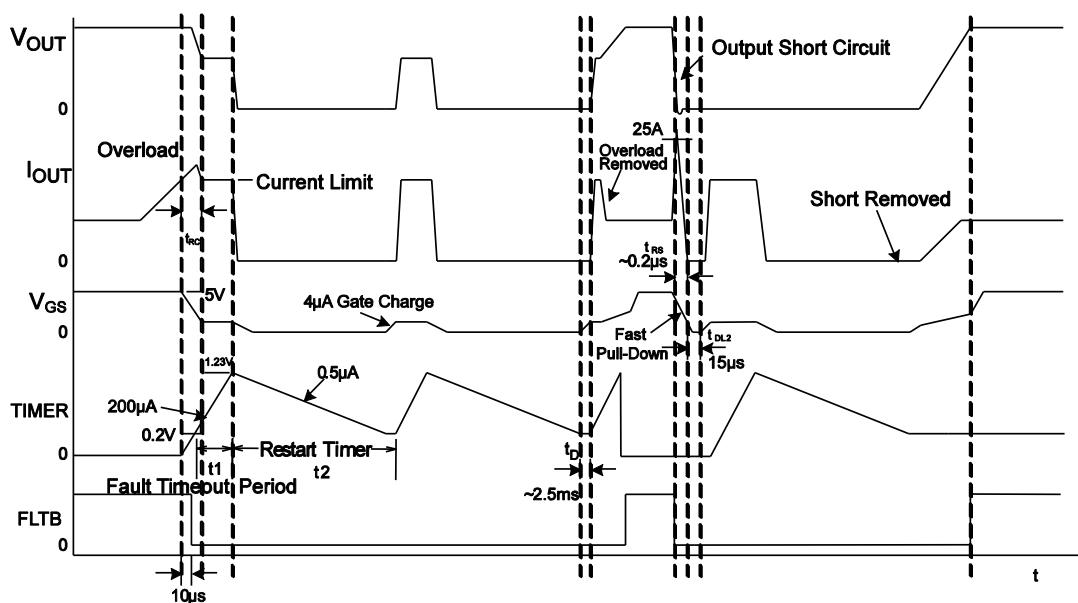 VOUT
0
Output Short Circuit
Overload
25A
Overload
Removed
IOUT
Current Limit
Short Removed
tRC
tRS
~0.2µs
0
VGS
5V
4µA Gate Charge
0
Fast
Pull-Down
tDL2
15µs
1.23V
0.5µA
TIMER
200µA
0.2V
0
t1
Restart Timer
t2
tD
~2.5ms
Fault Timeout Period
FLTB
0
10µs
t